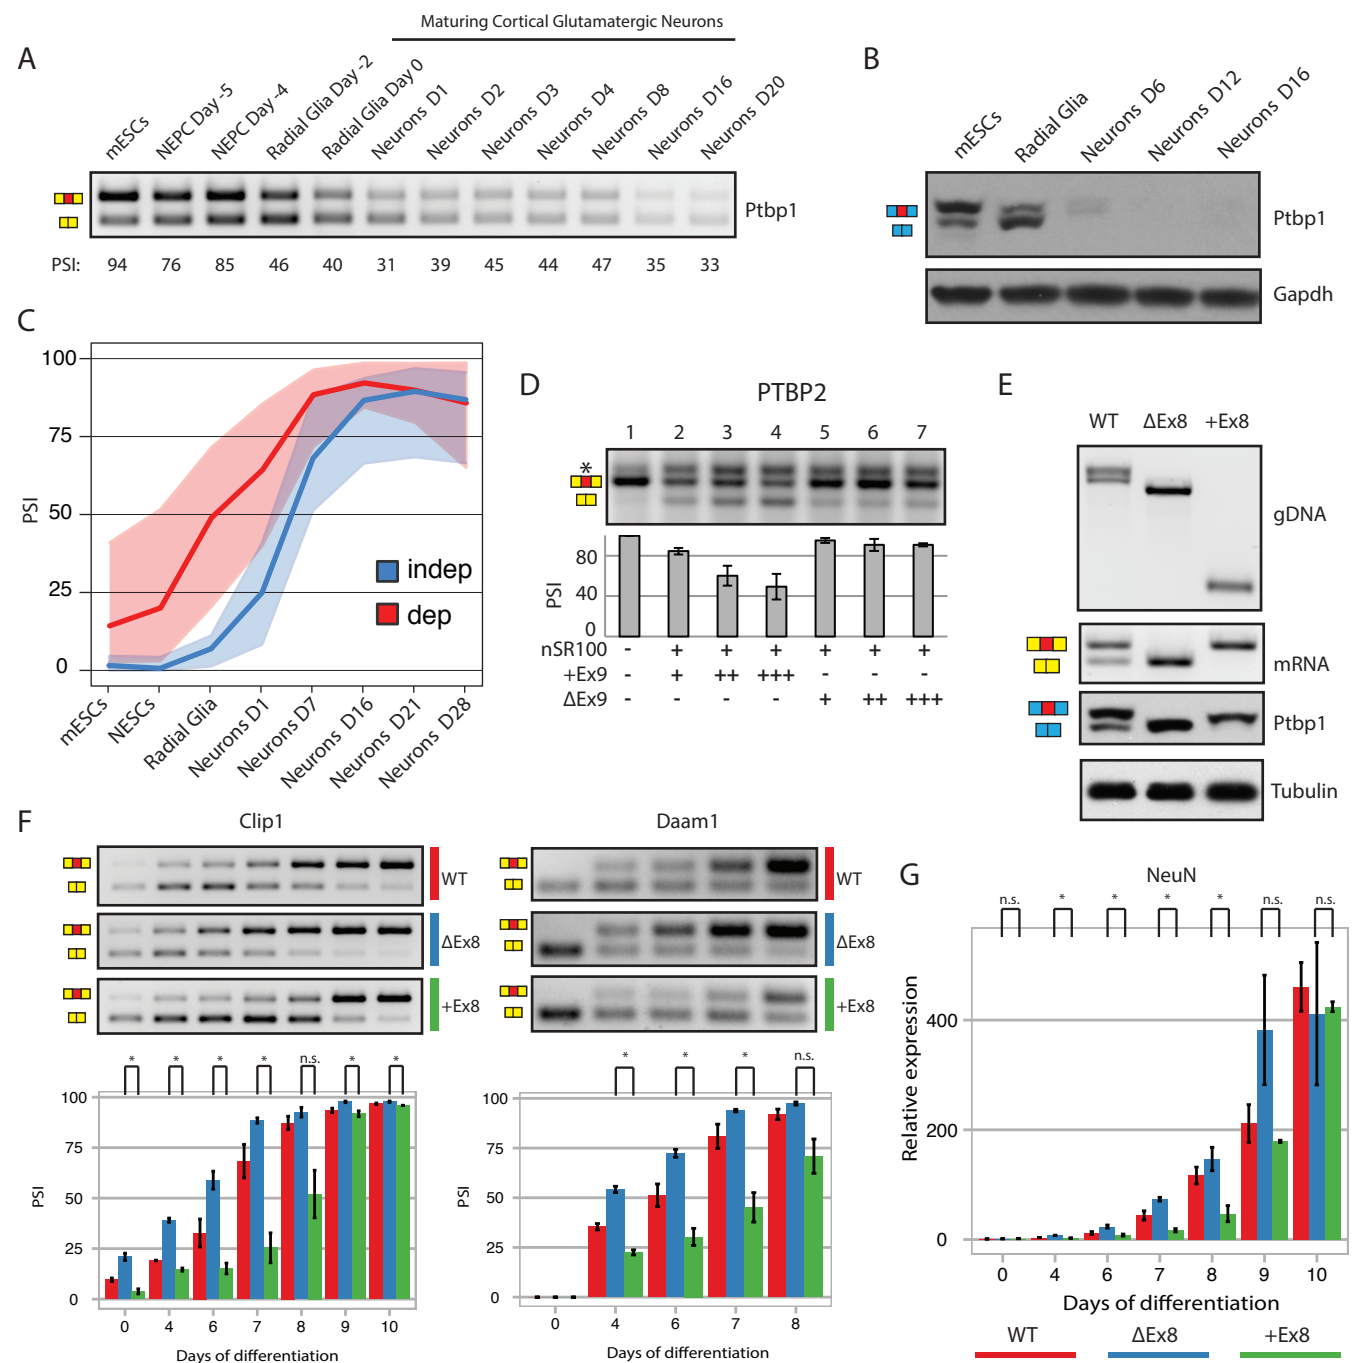 Maturing Cortical Glutamatergic Neurons
A
mESCs
NEPC Day -5
NEPC Day -4
Radial Glia Day -2
Radial Glia Day 0
Neurons D1
Neurons D2
Neurons D3
Neurons D4
Neurons D8
Neurons D16
Neurons D20
Ptbp1
PSI: 94 76 85 46 40 31 39 45 44 47 35 33
B
mESCs
Radial Glia
Neurons D6
Neurons D12
Neurons D16
Ptbp1
Gapdh
C
100
75
50
25
0
PSI
indep
dep
mESCs
NESCs
Radial Glia
Neurons D1
Neurons D7
Neurons D16
Neurons D21
Neurons D28
D
PTBP2
1 2 3 4 5 6 7
*
80
40
0
PSI
nSR100 - + + + + + +
+Ex9 - + ++ +++ - - -
ΔEx9 - - - - + ++ +++
E
WT ΔEx8 +Ex8
gDNA
mRNA
Ptbp1
Tubulin
F
Clip1
WT
ΔEx8
+Ex8
* * * * n.s. * *
100
75
50
25
0
PSI
0 4 6 7 8 9 10
Days of differentiation
Daam1
WT
ΔEx8
+Ex8
* * * n.s.
100
75
50
25
0
PSI
0 4 6 7 8
Days of differentiation
G
NeuN
n.s. * * * * n.s. n.s.
400
200
0
Relative expression
0 4 6 7 8 9 10
Days of differentiation
WT ΔEx8 +Ex8